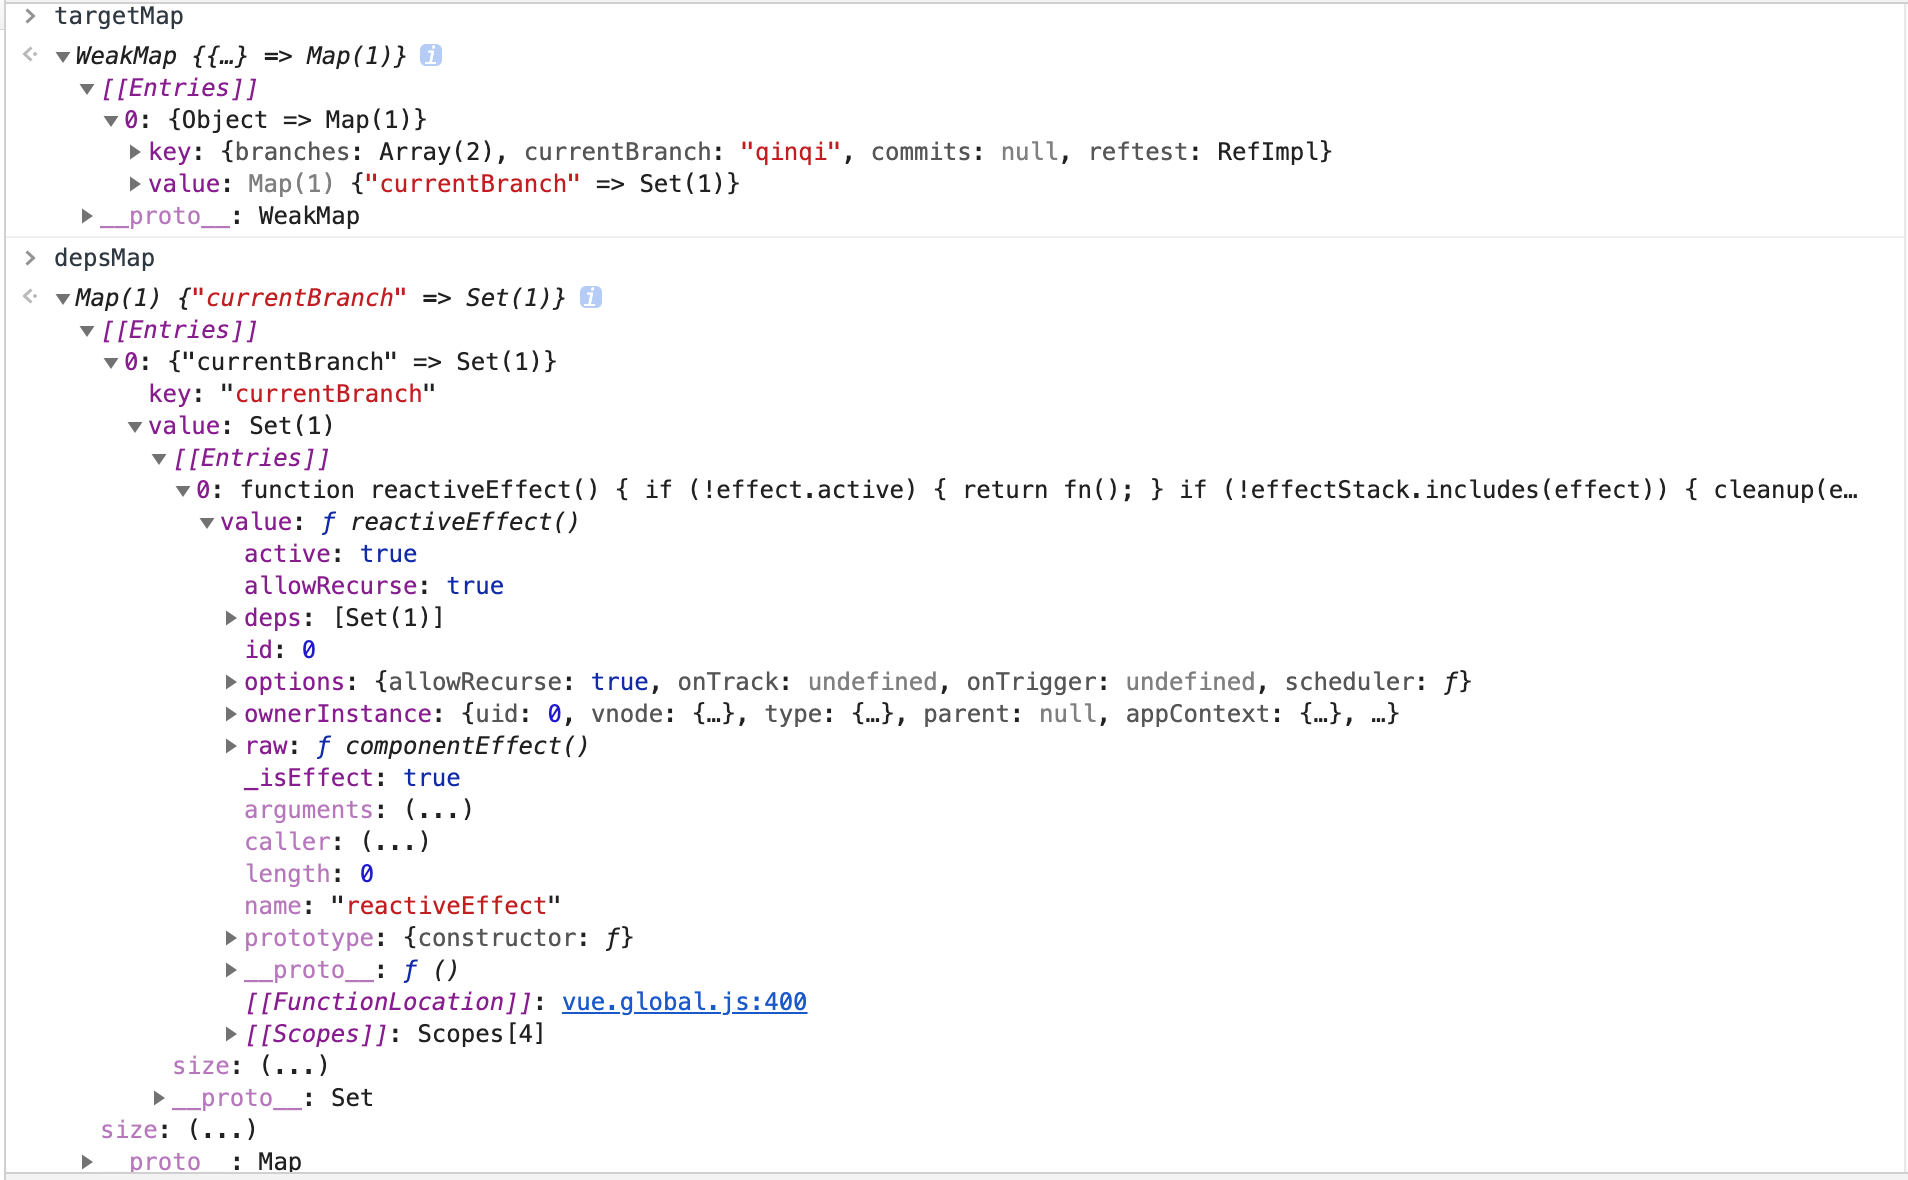 > targetMap
<· ▼WeakMap {{…} => Map(1)} i
▼[[Entries]]
▼0: {Object => Map(1)}
▶key: {branches: Array(2), currentBranch: "qinqi", commits: null, reftest: RefImpl}
▶value: Map(1) {"currentBranch" => Set(1)}
▶__proto__: WeakMap
> depsMap
<· ▼Map(1) {"currentBranch" => Set(1)} i
▼[[Entries]]
▼0: {"currentBranch" => Set(1)}
key: "currentBranch"
▼value: Set(1)
▼[[Entries]]
▼0: function reactiveEffect() { if (!effect.active) { return fn(); } if (!effectStack.includes(effect)) { cleanup(e…
▼value: ƒ reactiveEffect()
active: true
allowRecurse: true
▶deps: [Set(1)]
id: 0
▶options: {allowRecurse: true, onTrack: undefined, onTrigger: undefined, scheduler: ƒ}
▶ownerInstance: {uid: 0, vnode: {…}, type: {…}, parent: null, appContext: {…}, …}
▶raw: ƒ componentEffect()
_isEffect: true
arguments: (...)
caller: (...)
length: 0
name: "reactiveEffect"
▶prototype: {constructor: ƒ}
▶__proto__: ƒ ()
[[FunctionLocation]]: vue.global.js:400
▶[[Scopes]]: Scopes[4]
size: (...)
▶__proto__: Set
size: (...)
▶__proto__: Map